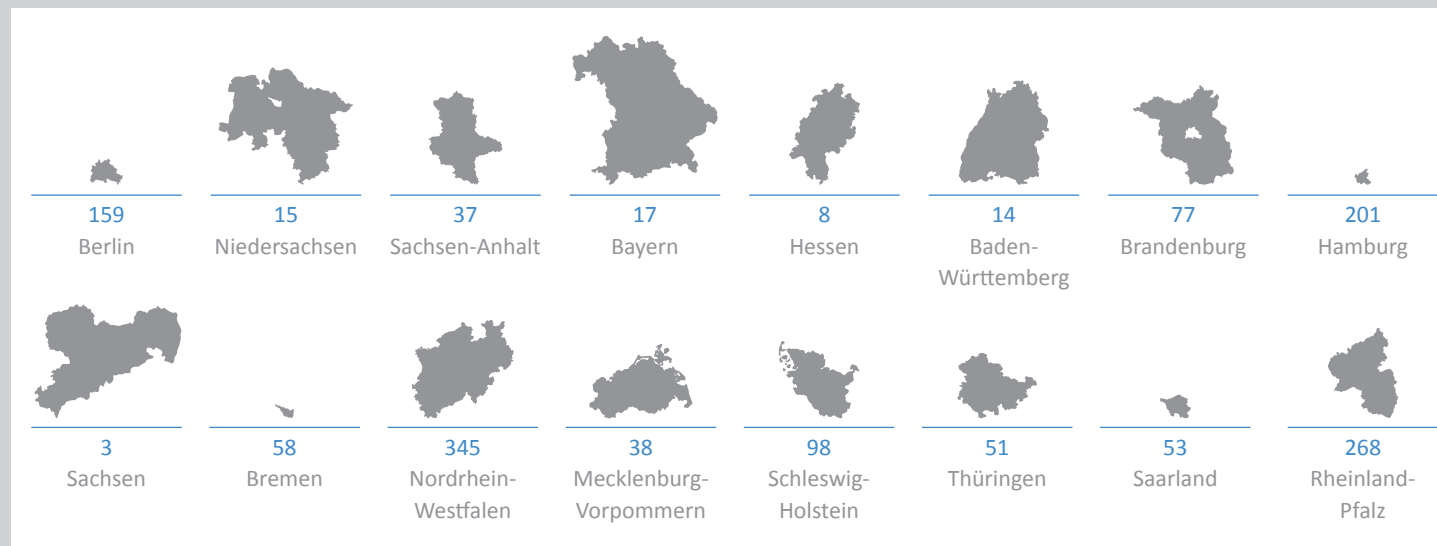 159 15 37 17 8 14 77 201
Berlin Niedersachsen Sachsen-Anhalt Bayern Hessen Baden- Brandenburg Hamburg
Württemberg
3 58 345 38 98 51 53 268
Sachsen Bremen Nordrhein- Mecklenburg- Schleswig- Thüringen Saarland Rheinland-
Westfalen Vorpommern Holstein Pfalz